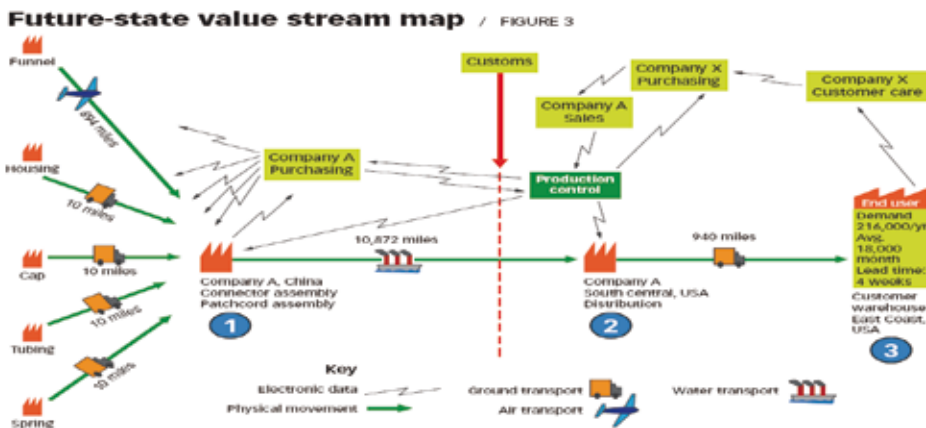 Future-state value stream map / FIGURE 3
Funnel
894 miles
Housing
10 miles
Cap
10 miles
Tubing
10 miles
Spring
10 miles
Company A
Purchasing
Customs
Company X
Purchasing
Company X
Customer care
Company A
Sales
Production
control
10,872 miles
940 miles
Company A, China
Connector assembly
Patchcord assembly
1
Company A
South central, USA
Distribution
2
End user
Demand
216,000/yr
Avg.
18,000
month
Lead time:
4 weeks
Customer
warehouse
East Coast,
USA
3
Key
Electronic data
Physical movement
Ground transport
Air transport
Water transport